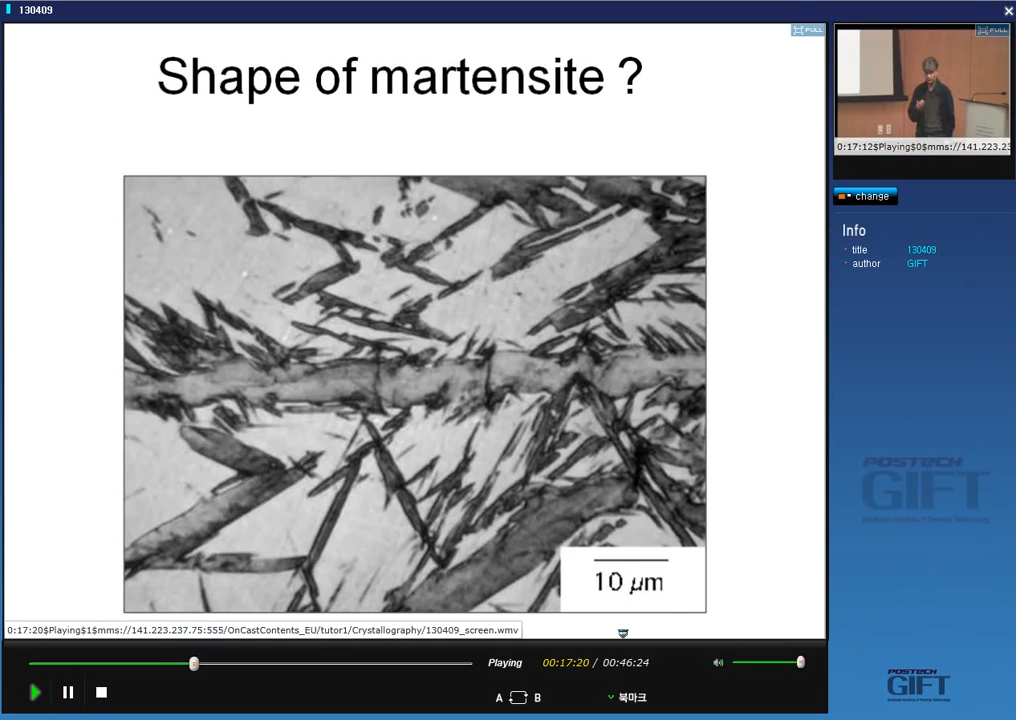 130409
FULL
Shape of martensite ?
10 μm
0:17:20$Playing$1$mms://141.223.237.75:555/OnCastContents_EU/tutor1/Crystallography/130409_screen.wmv
Playing
00:17:20 / 00:46:24
A B
북마크
FULL
0:17:12$Playing$0$mms://141.223.23
change
Info
title 130409
author GIFT
POSTECH
GIFT
POSTECH
GIFT